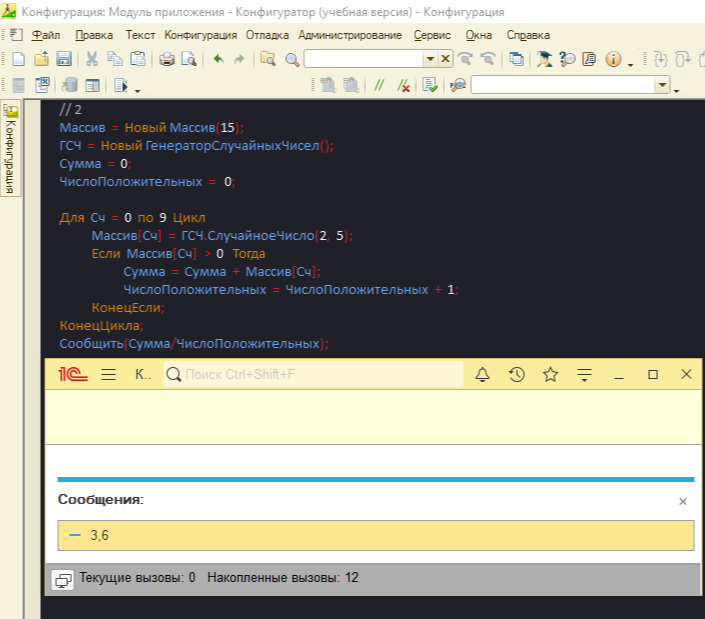 Конфигурация: Модуль приложения - Конфигуратор (учебная версия) - Конфигурация
Файл Правка Текст Конфигурация Отладка Администрирование Сервис Окна Справка
Конфигурация
// 2
Массив = Новый Массив(15);
ГСЧ = Новый ГенераторСлучайныхЧисел();
Сумма = 0;
ЧислоПоложительных = 0;
Для Сч = 0 по 9 Цикл
Массив[Сч] = ГСЧ.СлучайноеЧисло(2, 5);
Если Массив[Сч] > 0 Тогда
Сумма = Сумма + Массив[Сч];
ЧислоПоложительных = ЧислоПоложительных + 1;
КонецЕсли;
КонецЦикла;
Сообщить(Сумма/ЧислоПоложительных);
1С К.. Поиск Ctrl+Shift+F
Сообщения:
3,6
Текущие вызовы: 0 Накопленные вызовы: 12